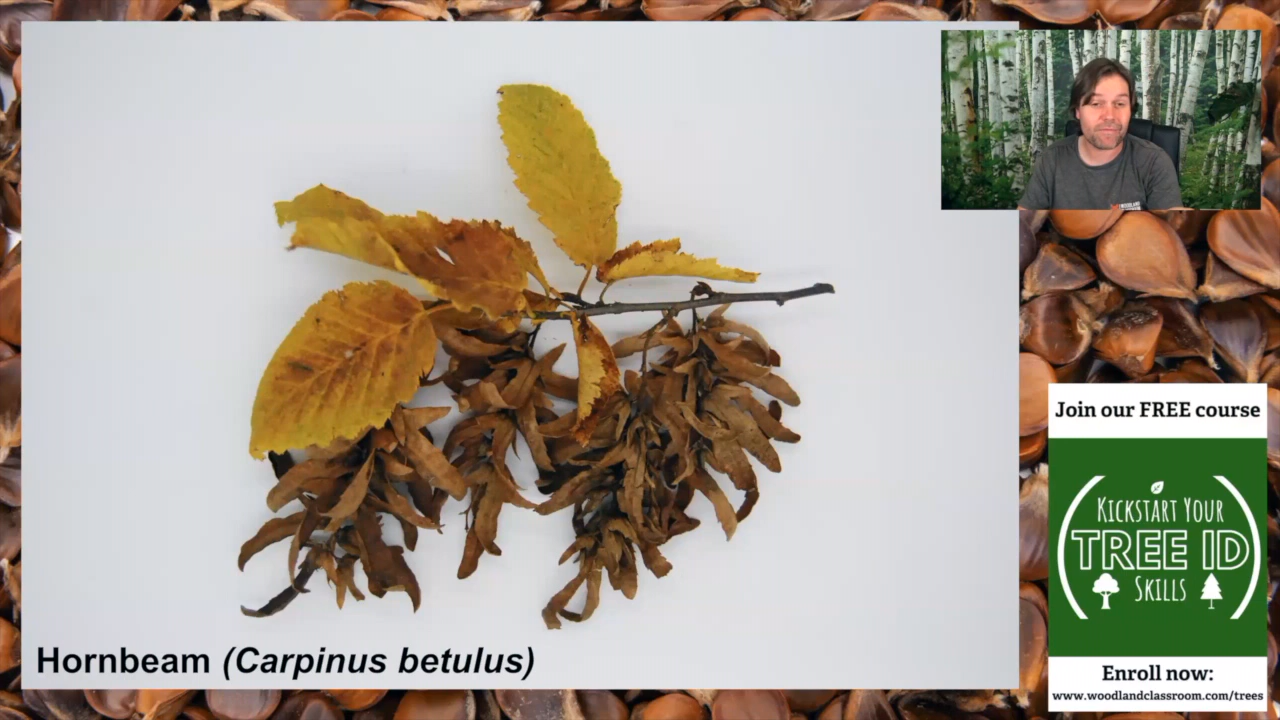 Hornbeam (Carpinus betulus)
Join our FREE course
KICKSTART YOUR
TREE ID
SKILLS
Enroll now:
www.woodlandclassroom.com/trees